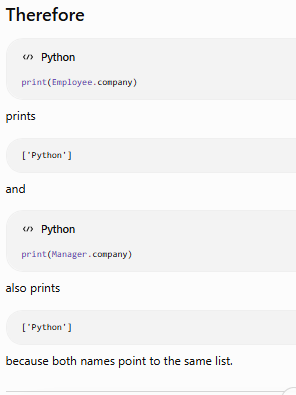 Therefore
</> Python
print(Employee.company)
prints
['Python']
and
</> Python
print(Manager.company)
also prints
['Python']
because both names point to the same list.